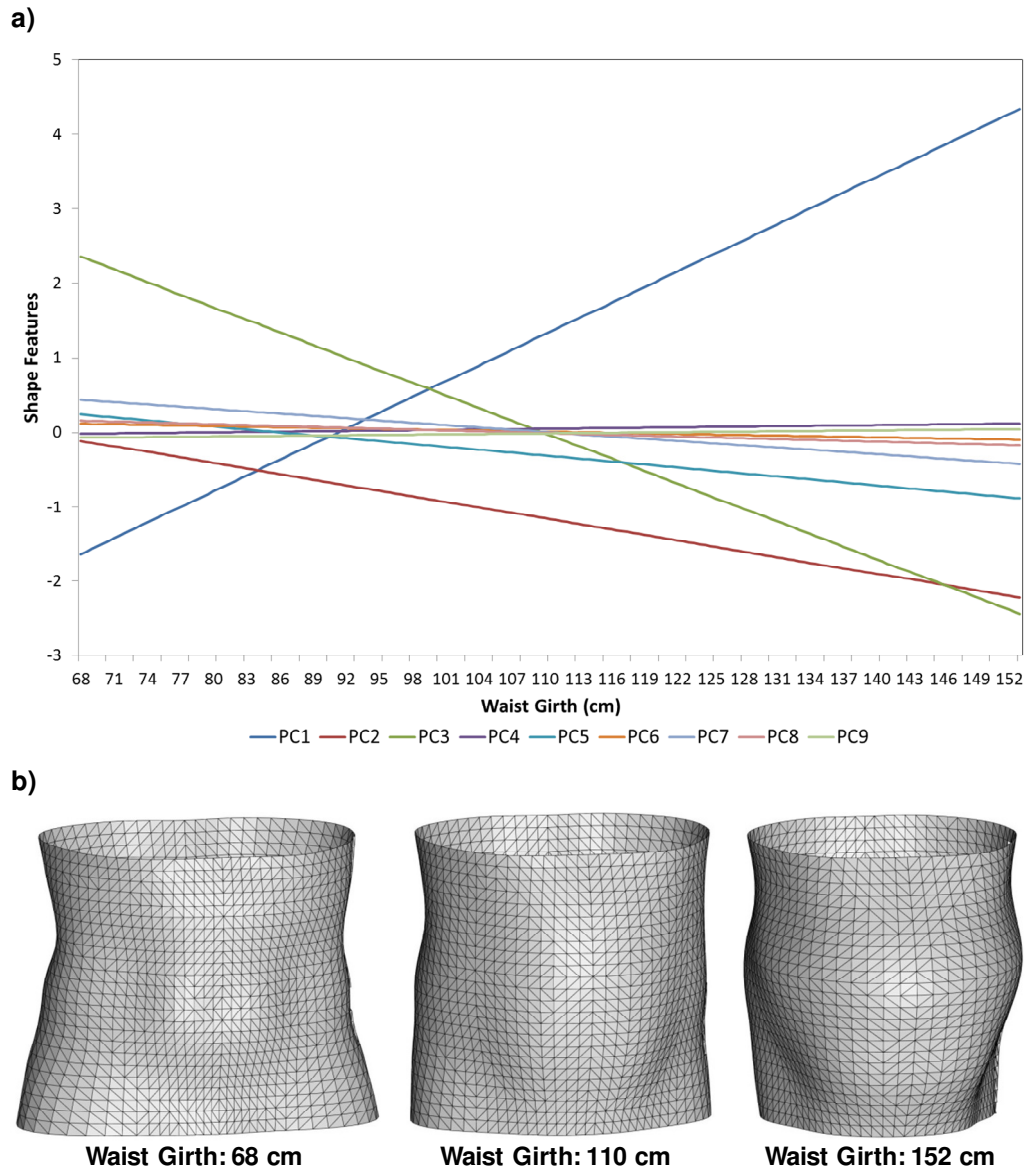 a)
5
4
3
2
1
0
-1
-2
-3
Shape Features
68 71 74 77 80 83 86 89 92 95 98 101 104 107 110 113 116 119 122 125 128 131 134 137 140 143 146 149 152
Waist Girth (cm)
PC1 PC2 PC3 PC4 PC5 PC6 PC7 PC8 PC9
b)
Waist Girth: 68 cm Waist Girth: 110 cm Waist Girth: 152 cm